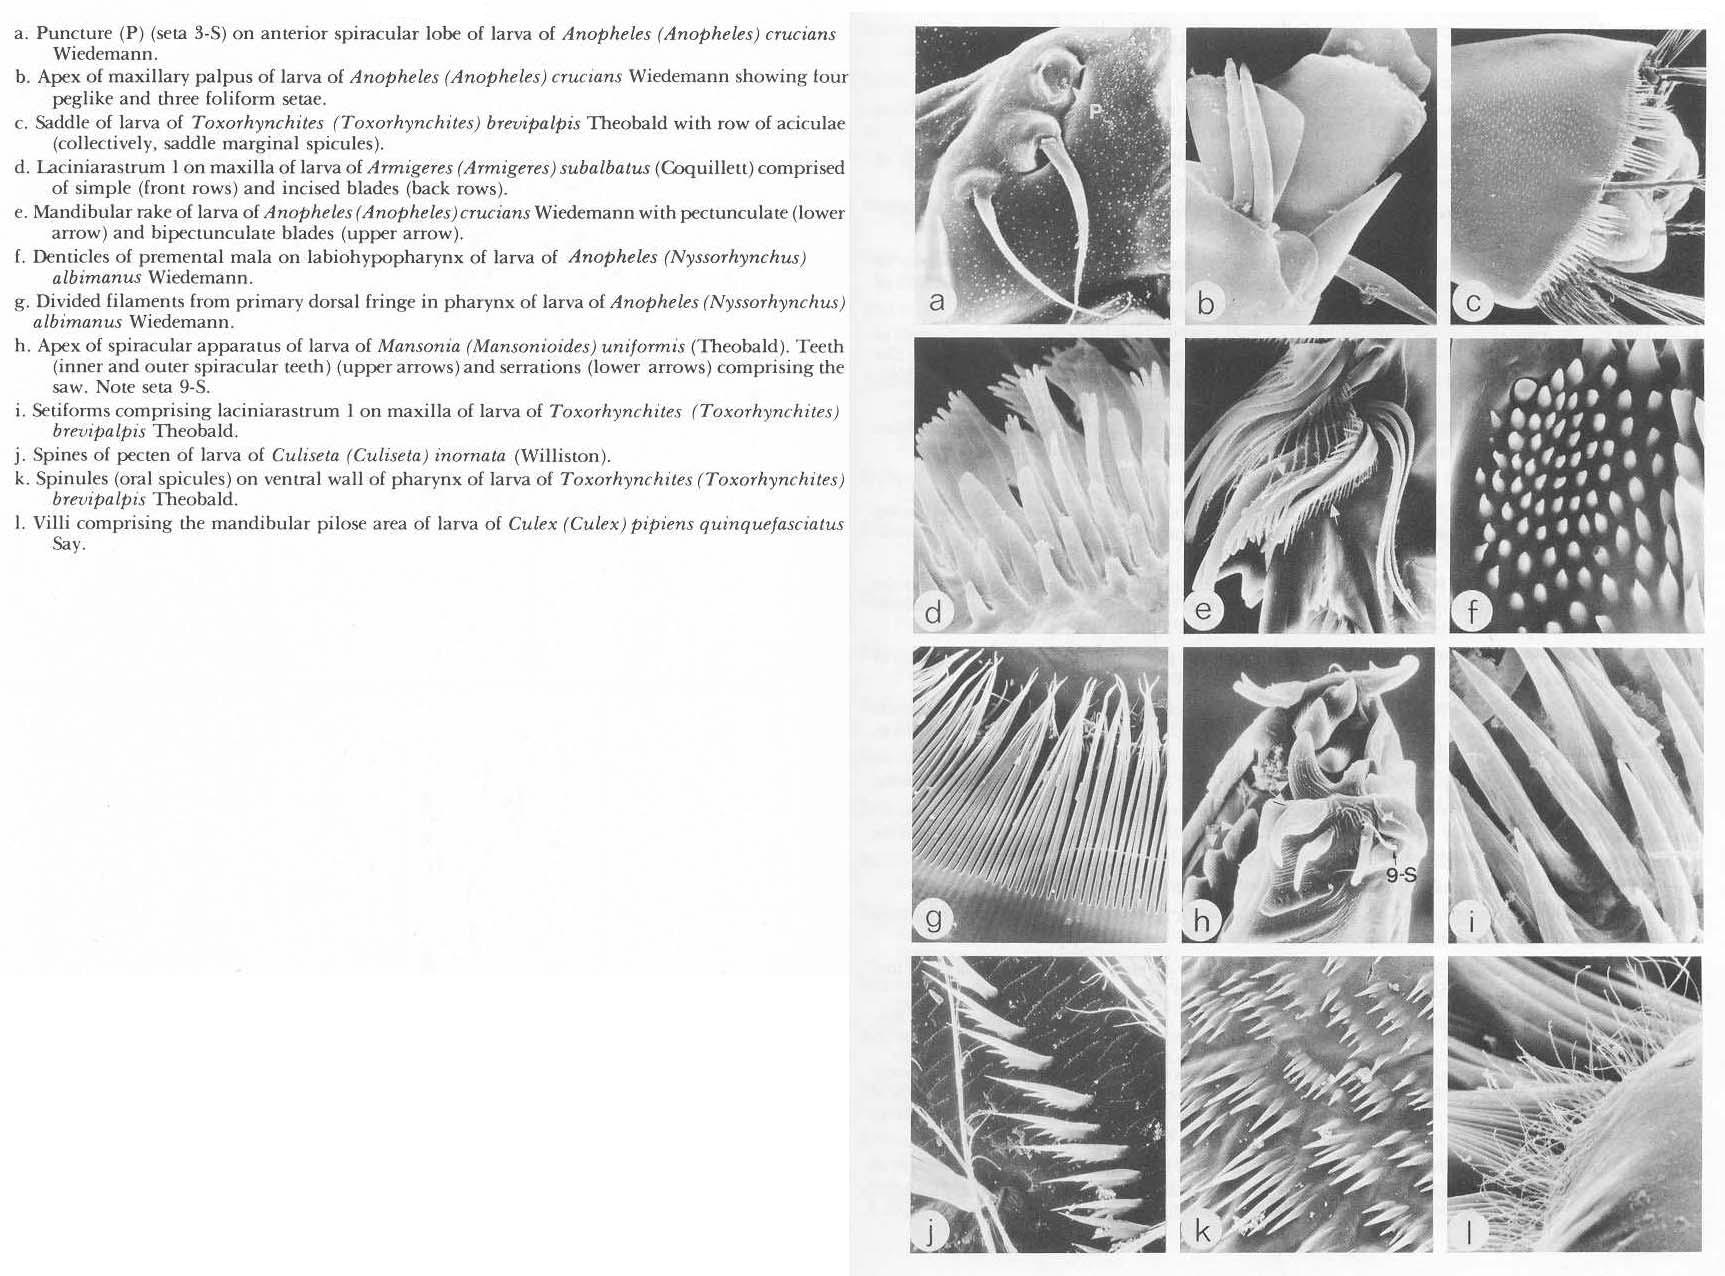 a. Puncture (P) (seta 3-S) on anterior spiracular lobe of larva of Anopheles (Anopheles) crucians
Wiedemann.
b. Apex of maxillary palpus of larva of Anopheles (Anopheles) crucians Wiedemann showing four
peglike and three foliform setae.
c. Saddle of larva of Toxorhynchites (Toxorhynchites) brevipalpis Theobald with row of aciculae
(collectively, saddle marginal spicules).
d. Laciniarastrum 1 on maxilla of larva of Armigeres (Armigeres) subalbatus (Coquillett) comprised
of simple (front rows) and incised blades (back rows).
e. Mandibular rake of larva of Anopheles (Anopheles) crucians Wiedemann with pectunculate (lower
arrow) and bipectunculate blades (upper arrow).
f. Denticles of premental mala on labiohypopharynx of larva of Anopheles (Nyssorhynchus)
albimanus Wiedemann.
g. Divided filaments from primary dorsal fringe in pharynx of larva of Anopheles (Nyssorhynchus)
albimanus Wiedemann.
h. Apex of spiracular apparatus of larva of Mansonia (Mansonioides) uniformis (Theobald). Teeth
(inner and outer spiracular teeth) (upper arrows) and serrations (lower arrows) comprising the
saw. Note seta 9-S.
i. Setiforms comprising laciniarastrum 1 on maxilla of larva of Toxorhynchites (Toxorhynchites)
brevipalpis Theobald.
j. Spines of pecten of larva of Culiseta (Culiseta) inornata (Williston).
k. Spinules (oral spicules) on ventral wall of pharynx of larva of Toxorhynchites (Toxorhynchites)
brevipalpis Theobald.
l. Villi comprising the mandibular pilose area of larva of Culex (Culex) pipiens quinquefasciatus
Say.
P
a
b
c
d
e
f
g
h
9-S
i
j
k
l